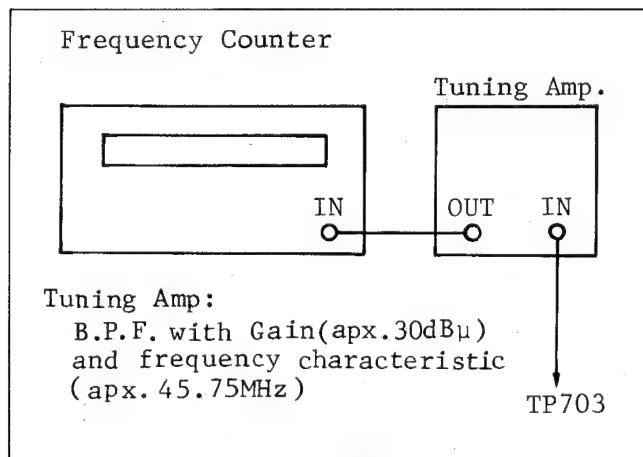 Frequency Counter
Tuning Amp.
IN
OUT
IN
Tuning Amp:
B.P.F. with Gain(apx.30dBμ)
and frequency characteristic
(apx.45.75MHz)
TP703